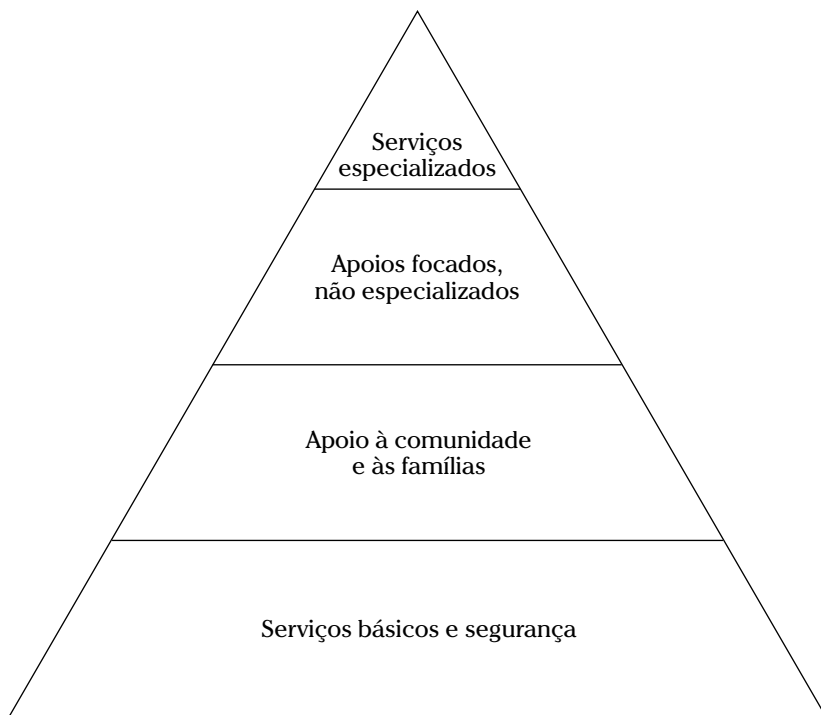 Serviços
especializados
Apoios focados,
não especializados
Apoio à comunidade
e às famílias
Serviços básicos e segurança